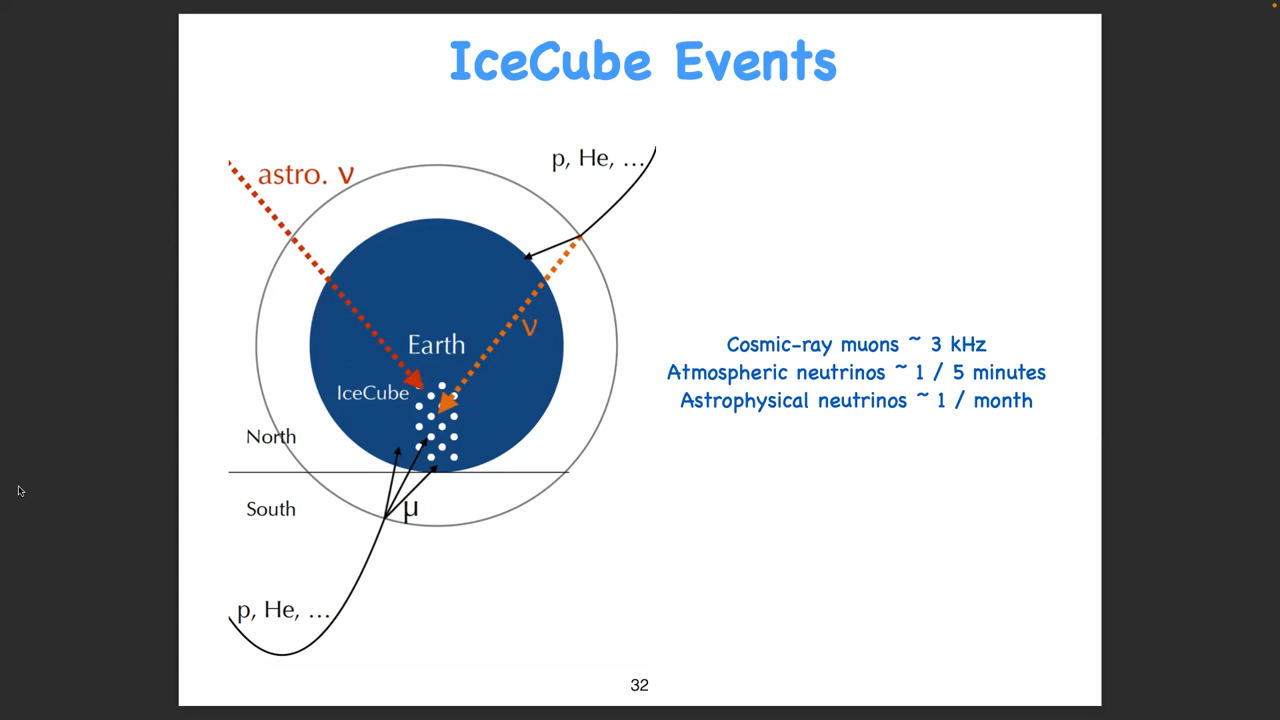 IceCube Events
p, He, ...
astro. ν
ν
Earth
Cosmic-ray muons ~ 3 kHz
Atmospheric neutrinos ~ 1 / 5 minutes
IceCube
Astrophysical neutrinos ~ 1 / month
North
South
μ
p, He, ...
32